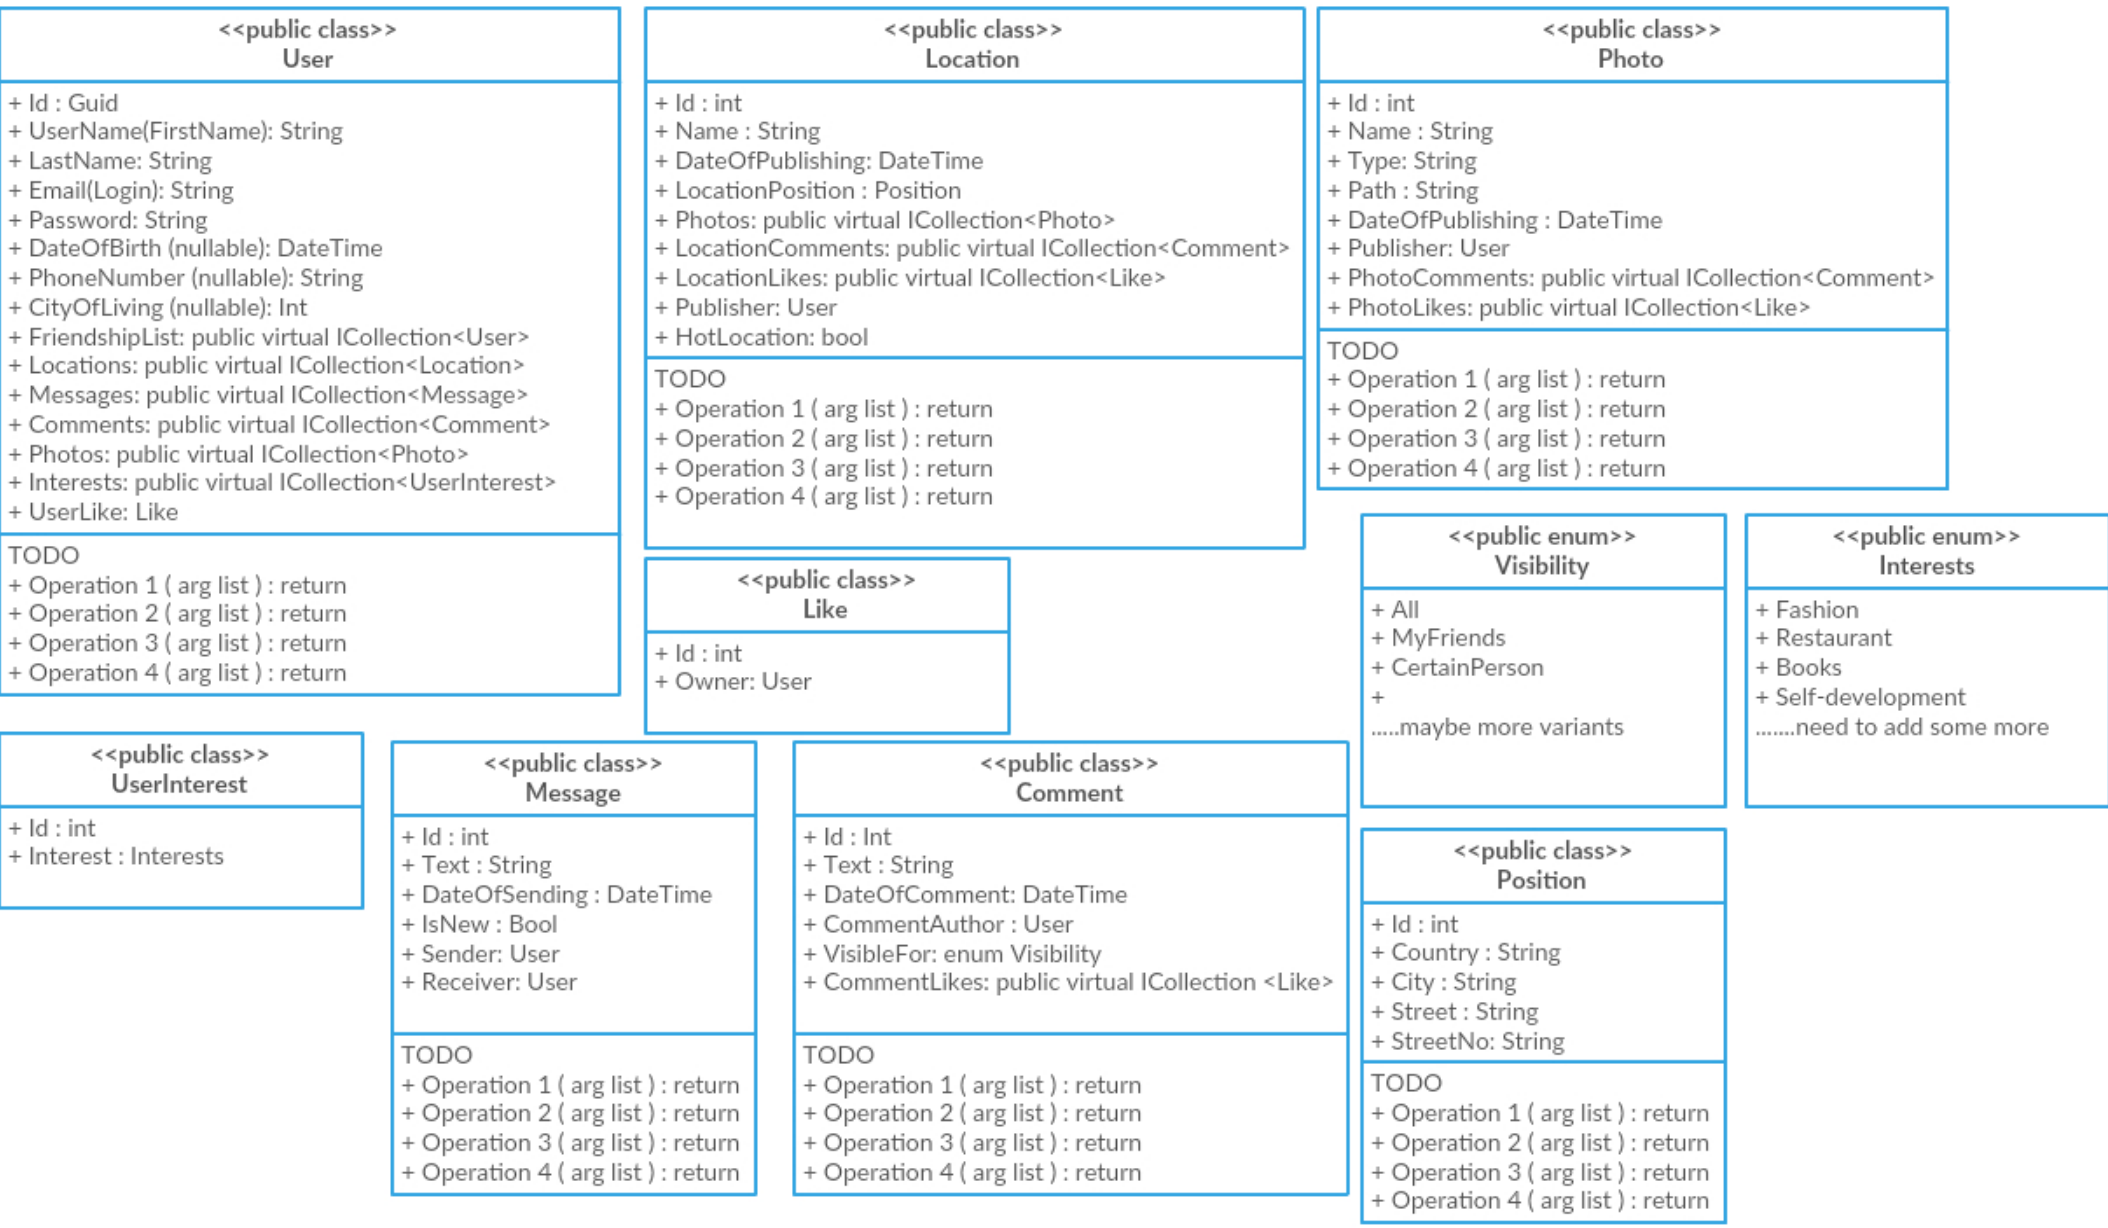 <<public class>>
User
+ Id : Guid
+ UserName(FirstName): String
+ LastName: String
+ Email(Login): String
+ Password: String
+ DateOfBirth (nullable): DateTime
+ PhoneNumber (nullable): String
+ CityOfLiving (nullable): Int
+ FriendshipList: public virtual ICollection<User>
+ Locations: public virtual ICollection<Location>
+ Messages: public virtual ICollection<Message>
+ Comments: public virtual ICollection<Comment>
+ Photos: public virtual ICollection<Photo>
+ Interests: public virtual ICollection<UserInterest>
+ UserLike: Like
TODO
+ Operation 1 ( arg list ) : return
+ Operation 2 ( arg list ) : return
+ Operation 3 ( arg list ) : return
+ Operation 4 ( arg list ) : return
<<public class>>
Location
+ Id : int
+ Name : String
+ DateOfPublishing: DateTime
+ LocationPosition : Position
+ Photos: public virtual ICollection<Photo>
+ LocationComments: public virtual ICollection<Comment>
+ LocationLikes: public virtual ICollection<Like>
+ Publisher: User
+ HotLocation: bool
TODO
+ Operation 1 ( arg list ) : return
+ Operation 2 ( arg list ) : return
+ Operation 3 ( arg list ) : return
+ Operation 4 ( arg list ) : return
<<public class>>
Photo
+ Id : int
+ Name : String
+ Type: String
+ Path : String
+ DateOfPublishing : DateTime
+ Publisher: User
+ PhotoComments: public virtual ICollection<Comment>
+ PhotoLikes: public virtual ICollection<Like>
TODO
+ Operation 1 ( arg list ) : return
+ Operation 2 ( arg list ) : return
+ Operation 3 ( arg list ) : return
+ Operation 4 ( arg list ) : return
<<public class>>
Like
+ Id : int
+ Owner: User
<<public enum>>
Visibility
+ All
+ MyFriends
+ CertainPerson
+
.....maybe more variants
<<public enum>>
Interests
+ Fashion
+ Restaurant
+ Books
+ Self-development
.......need to add some more
<<public class>>
UserInterest
+ Id : int
+ Interest : Interests
<<public class>>
Message
+ Id : int
+ Text : String
+ DateOfSending : DateTime
+ IsNew : Bool
+ Sender: User
+ Receiver: User
TODO
+ Operation 1 ( arg list ) : return
+ Operation 2 ( arg list ) : return
+ Operation 3 ( arg list ) : return
+ Operation 4 ( arg list ) : return
<<public class>>
Comment
+ Id : Int
+ Text : String
+ DateOfComment: DateTime
+ CommentAuthor : User
+ VisibleFor: enum Visibility
+ CommentLikes: public virtual ICollection <Like>
TODO
+ Operation 1 ( arg list ) : return
+ Operation 2 ( arg list ) : return
+ Operation 3 ( arg list ) : return
+ Operation 4 ( arg list ) : return
<<public class>>
Position
+ Id : int
+ Country : String
+ City : String
+ Street : String
+ StreetNo: String
TODO
+ Operation 1 ( arg list ) : return
+ Operation 2 ( arg list ) : return
+ Operation 3 ( arg list ) : return
+ Operation 4 ( arg list ) : return